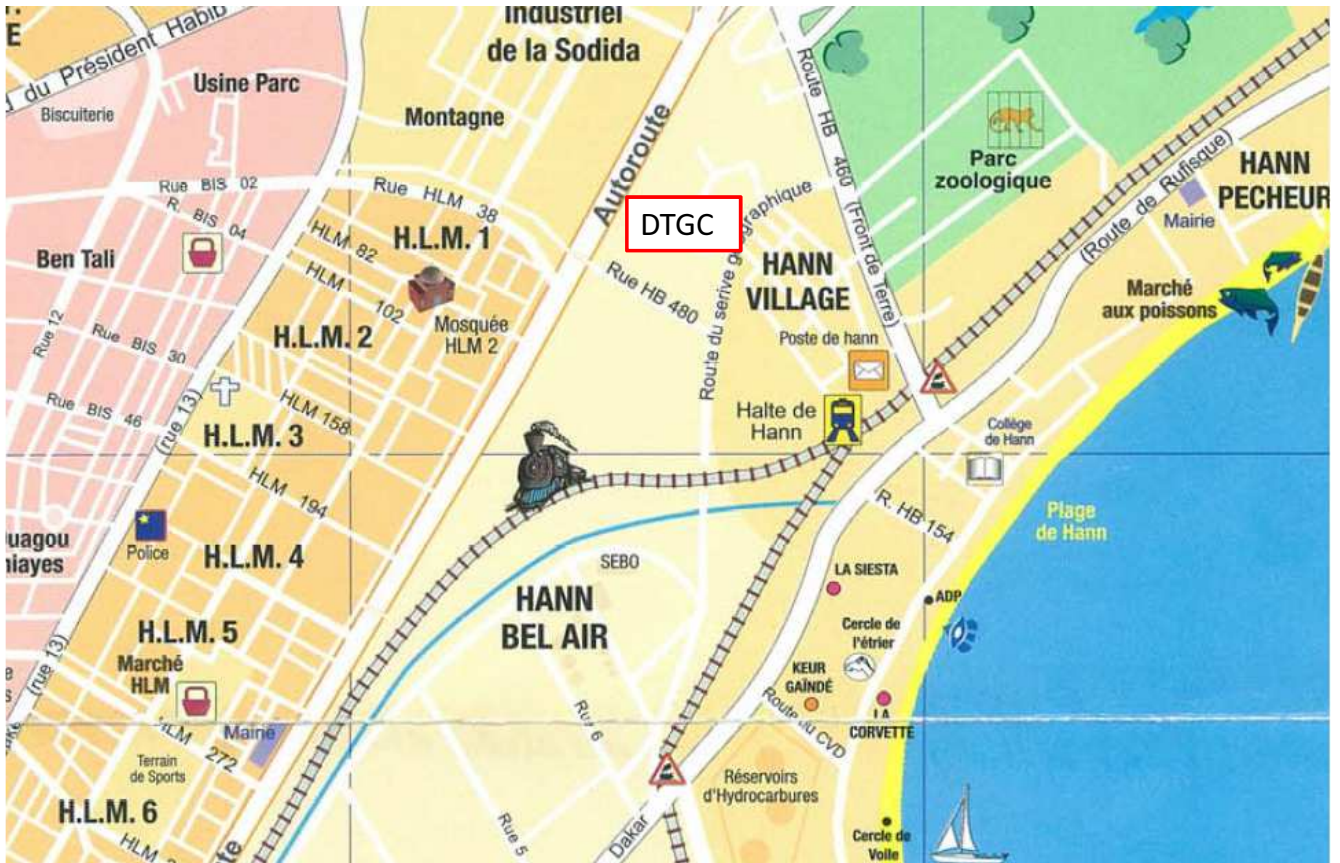 E
d du Président Habib
Industriel
de la Sodida
Usine Parc
Biscuiterie
Montagne
Autoroute
Route HB 460 (Front de Terre)
Parc
zoologique
(Route de Rufisque)
HANN
PECHEUR
Mairie
Rue BIS 02
Rue HLM 38
DTGC
R. BIS 04
H.L.M. 1
HLM 82
Ben Tali
HLM 102
Mosquée
HLM 2
Rue HB 480
Route du serive géographique
HANN
VILLAGE
Marché
aux poissons
Rue 12
Rue BIS 30
H.L.M. 2
Poste de hann
Rue BIS 46
(rue 13)
HLM 158
H.L.M. 3
Halte de
Hann
Collége
de Hann
HLM 194
R. HB 154
Plage
de Hann
Police
H.L.M. 4
uagou
niayes
SEBO
LA SIESTA
HANN
BEL AIR
ADP
H.L.M. 5
Cercle de
l'étrier
(rue 13)
Marché
HLM
KEUR
GAÏNDÉ
Route du CVD
LA
CORVETTE
Rue 6
HLM 272
Mairie
Terrain
de Sports
Réservoirs
d'Hydrocarbures
H.L.M. 6
HLM
Rue 5
Dakar
Cercle de
Voile
te